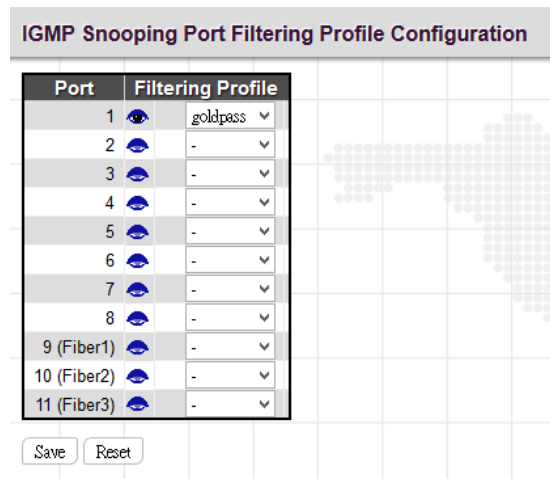 IGMP Snooping Port Filtering Profile Configuration
Port Filtering Profile
1 goldpass
2 -
3 -
4 -
5 -
6 -
7 -
8 -
9 (Fiber1) -
10 (Fiber2) -
11 (Fiber3) -
Save Reset